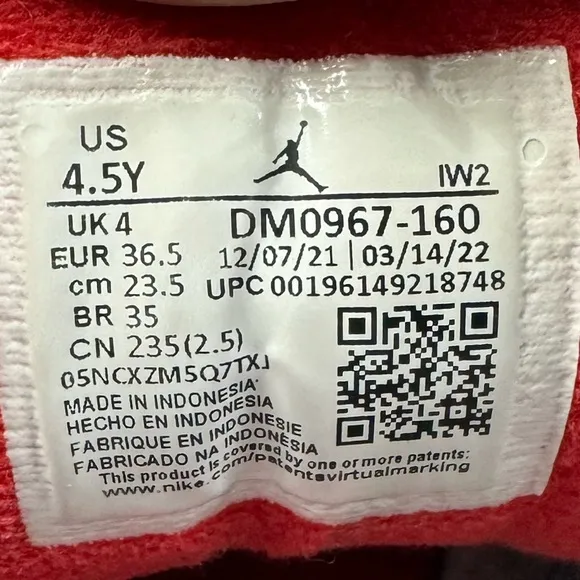 US
4.5Y
IW2
UK 4
DM0967-160
EUR 36.5
12/07/21 | 03/14/22
cm 23.5
UPC 00196149218748
BR 35
CN 235(2.5)
05NCXZM5Q7TXJ
MADE IN INDONESIA
HECHO EN INDONESIA
FABRIQUE EN INDONESIE
FABRICADO NA INDONÉSIA
This product is covered by one or more patents:
www.nike.com/patentsvirtualmarking